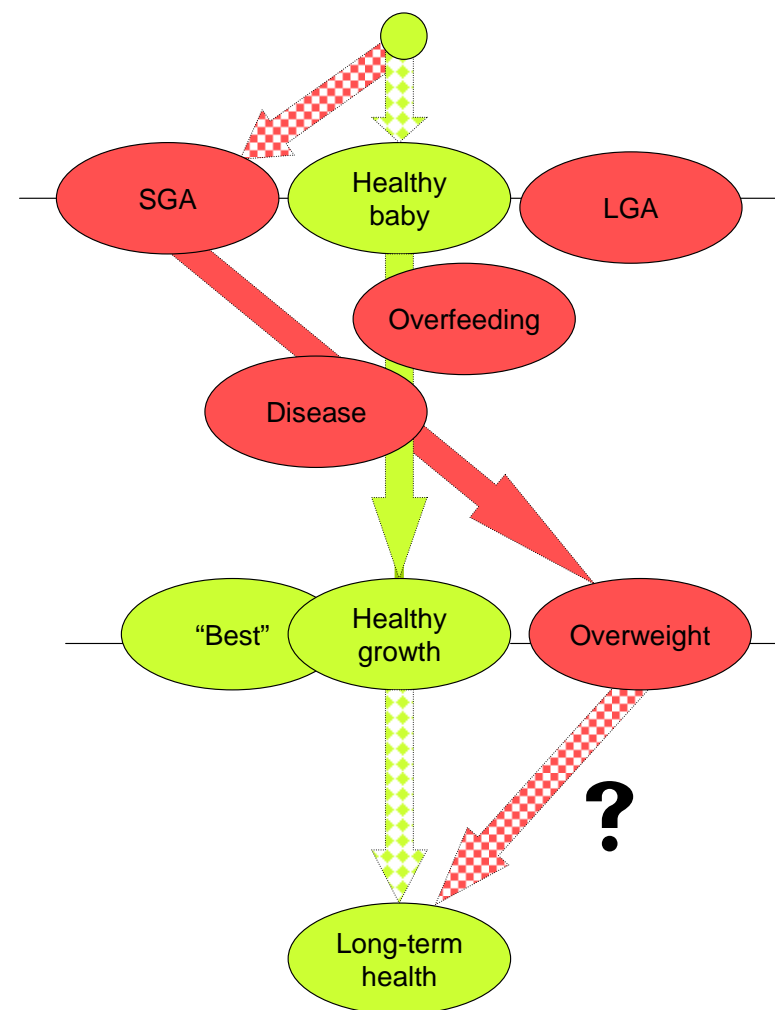 SGA
Healthy
baby
LGA
Overfeeding
Disease
“Best”
Healthy
growth
Overweight
?
Long-term
health